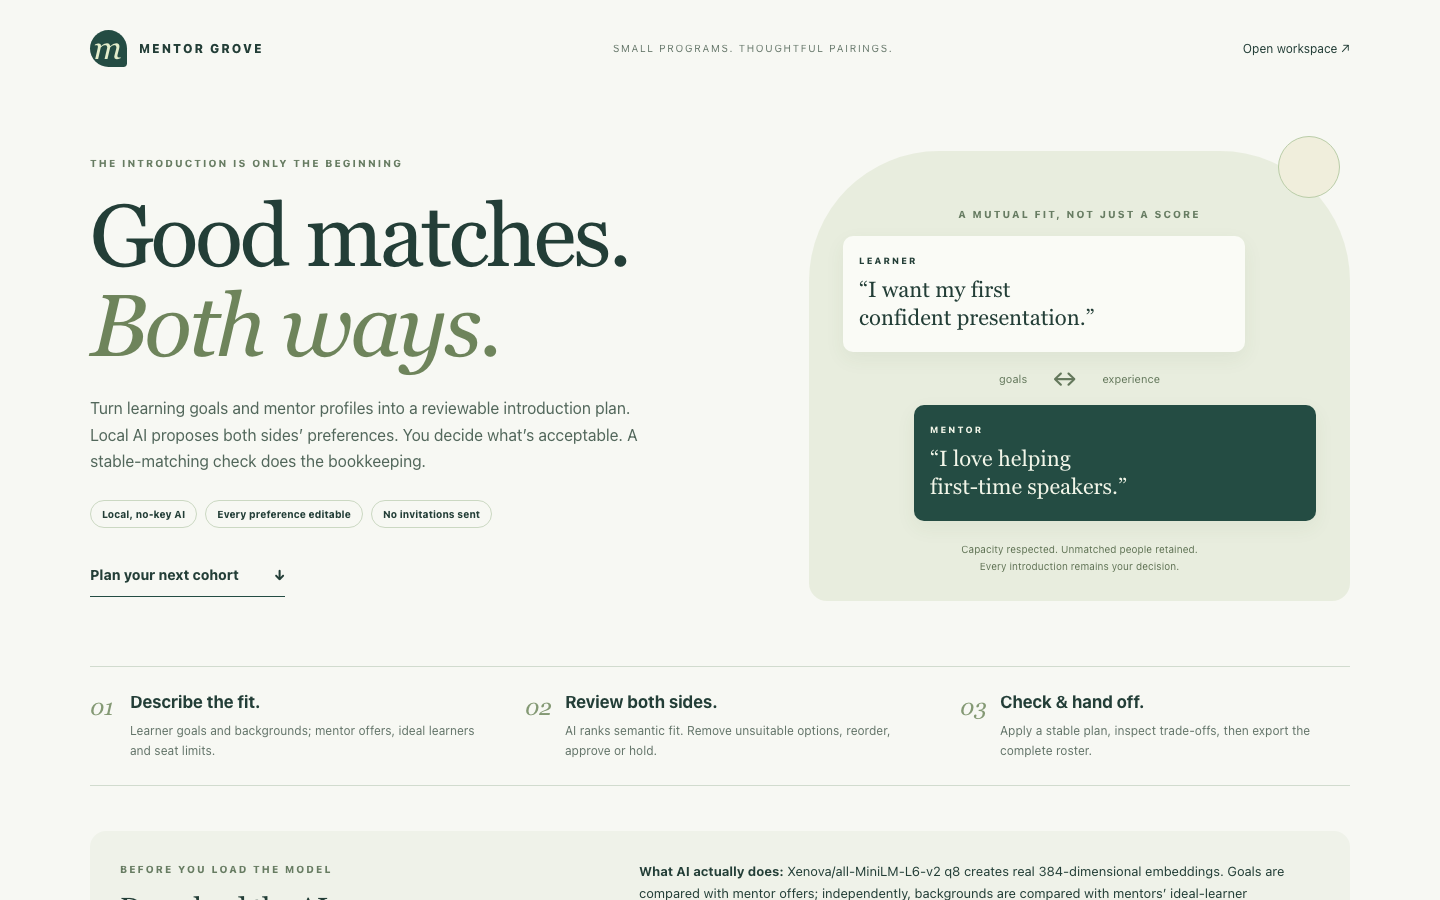 m MENTOR GROVE
SMALL PROGRAMS. THOUGHTFUL PAIRINGS.
Open workspace ↗
THE INTRODUCTION IS ONLY THE BEGINNING
Good matches.
Both ways.
Turn learning goals and mentor profiles into a reviewable introduction plan.
Local AI proposes both sides’ preferences. You decide what’s acceptable. A
stable-matching check does the bookkeeping.
Local, no-key AI
Every preference editable
No invitations sent
Plan your next cohort ↓
A MUTUAL FIT, NOT JUST A SCORE
LEARNER
“I want my first
confident presentation.”
goals ↔ experience
MENTOR
“I love helping
first-time speakers.”
Capacity respected. Unmatched people retained.
Every introduction remains your decision.
01 Describe the fit.
Learner goals and backgrounds; mentor offers, ideal learners
and seat limits.
02 Review both sides.
AI ranks semantic fit. Remove unsuitable options, reorder,
approve or hold.
03 Check & hand off.
Apply a stable plan, inspect trade-offs, then export the
complete roster.
BEFORE YOU LOAD THE MODEL
What AI actually does: Xenova/all-MiniLM-L6-v2 q8 creates real 384-dimensional embeddings. Goals are
compared with mentor offers; independently, backgrounds are compared with mentors’ ideal-learner